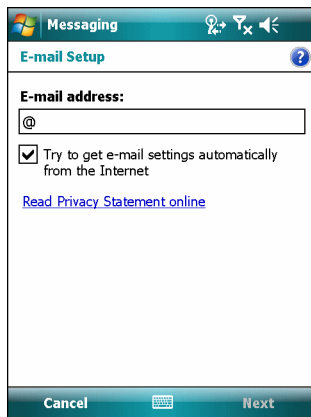 Messaging
E-mail Setup
?
E-mail address:
@
Try to get e-mail settings automatically
from the Internet
Read Privacy Statement online
Cancel
Next